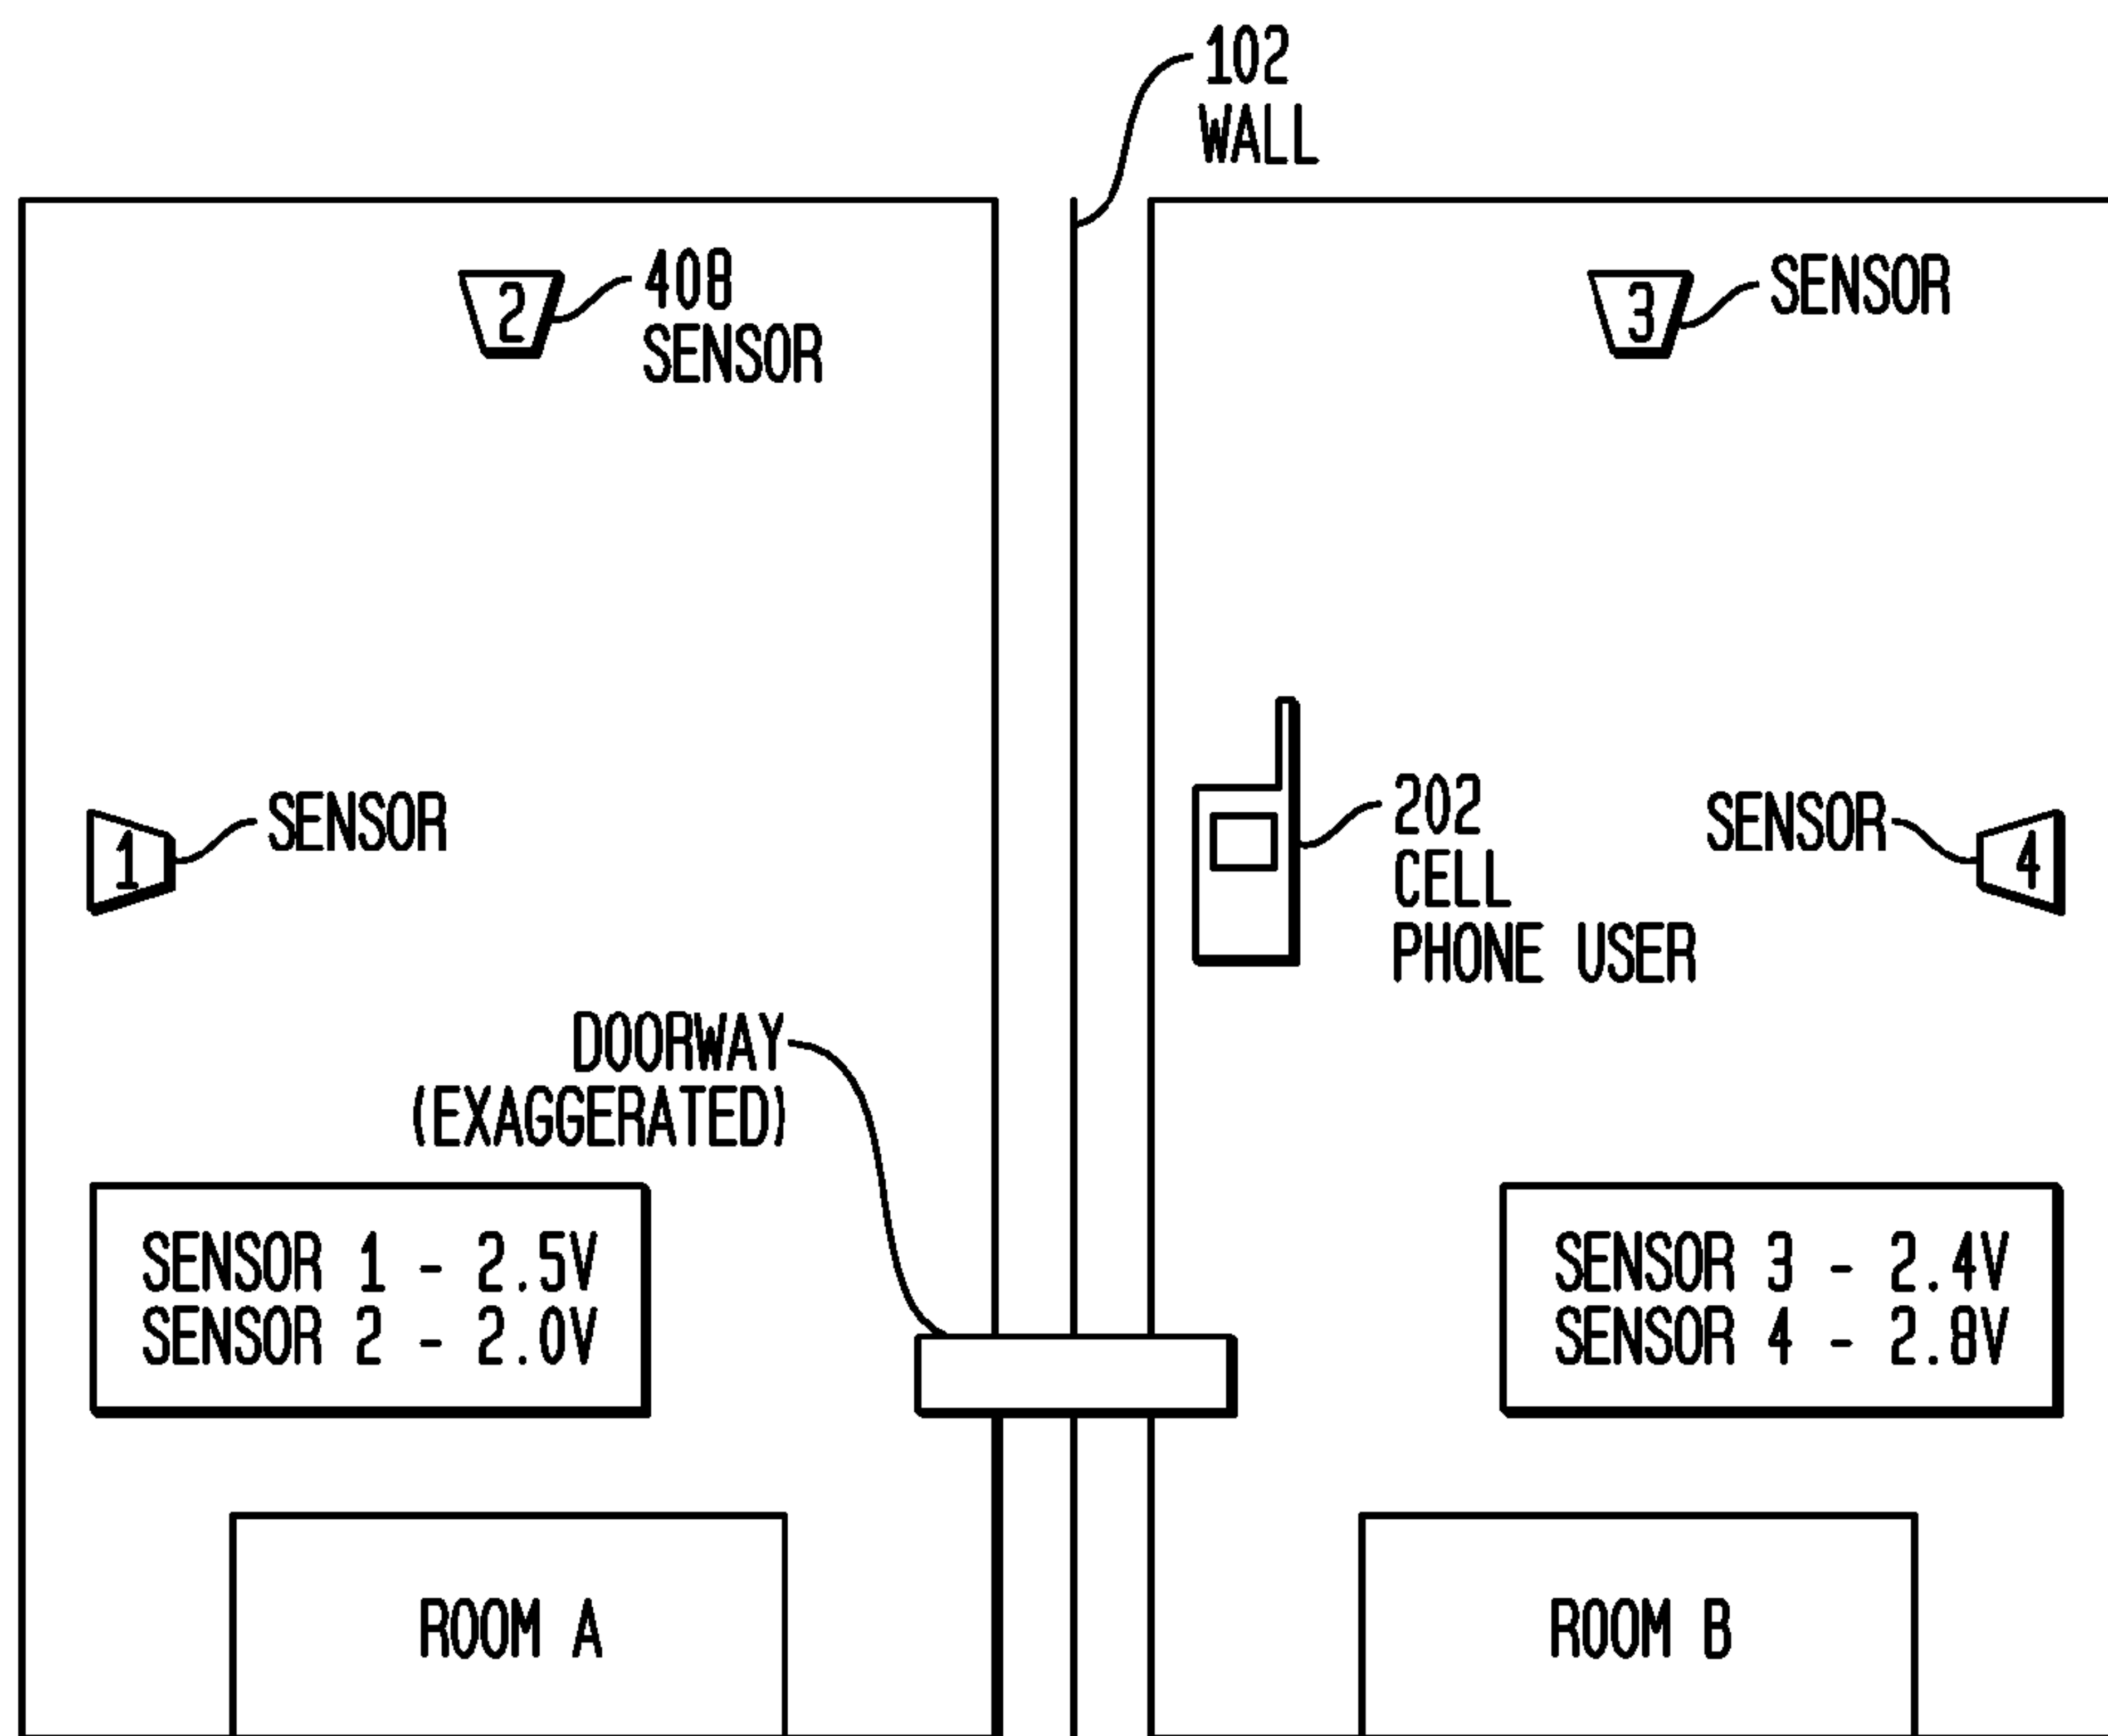 102
WALL
2
408
SENSOR
3
SENSOR
1
SENSOR
202
CELL
PHONE USER
SENSOR
4
DOORWAY
(EXAGGERATED)
SENSOR 1 - 2.5V
SENSOR 2 - 2.0V
SENSOR 3 - 2.4V
SENSOR 4 - 2.8V
ROOM A
ROOM B